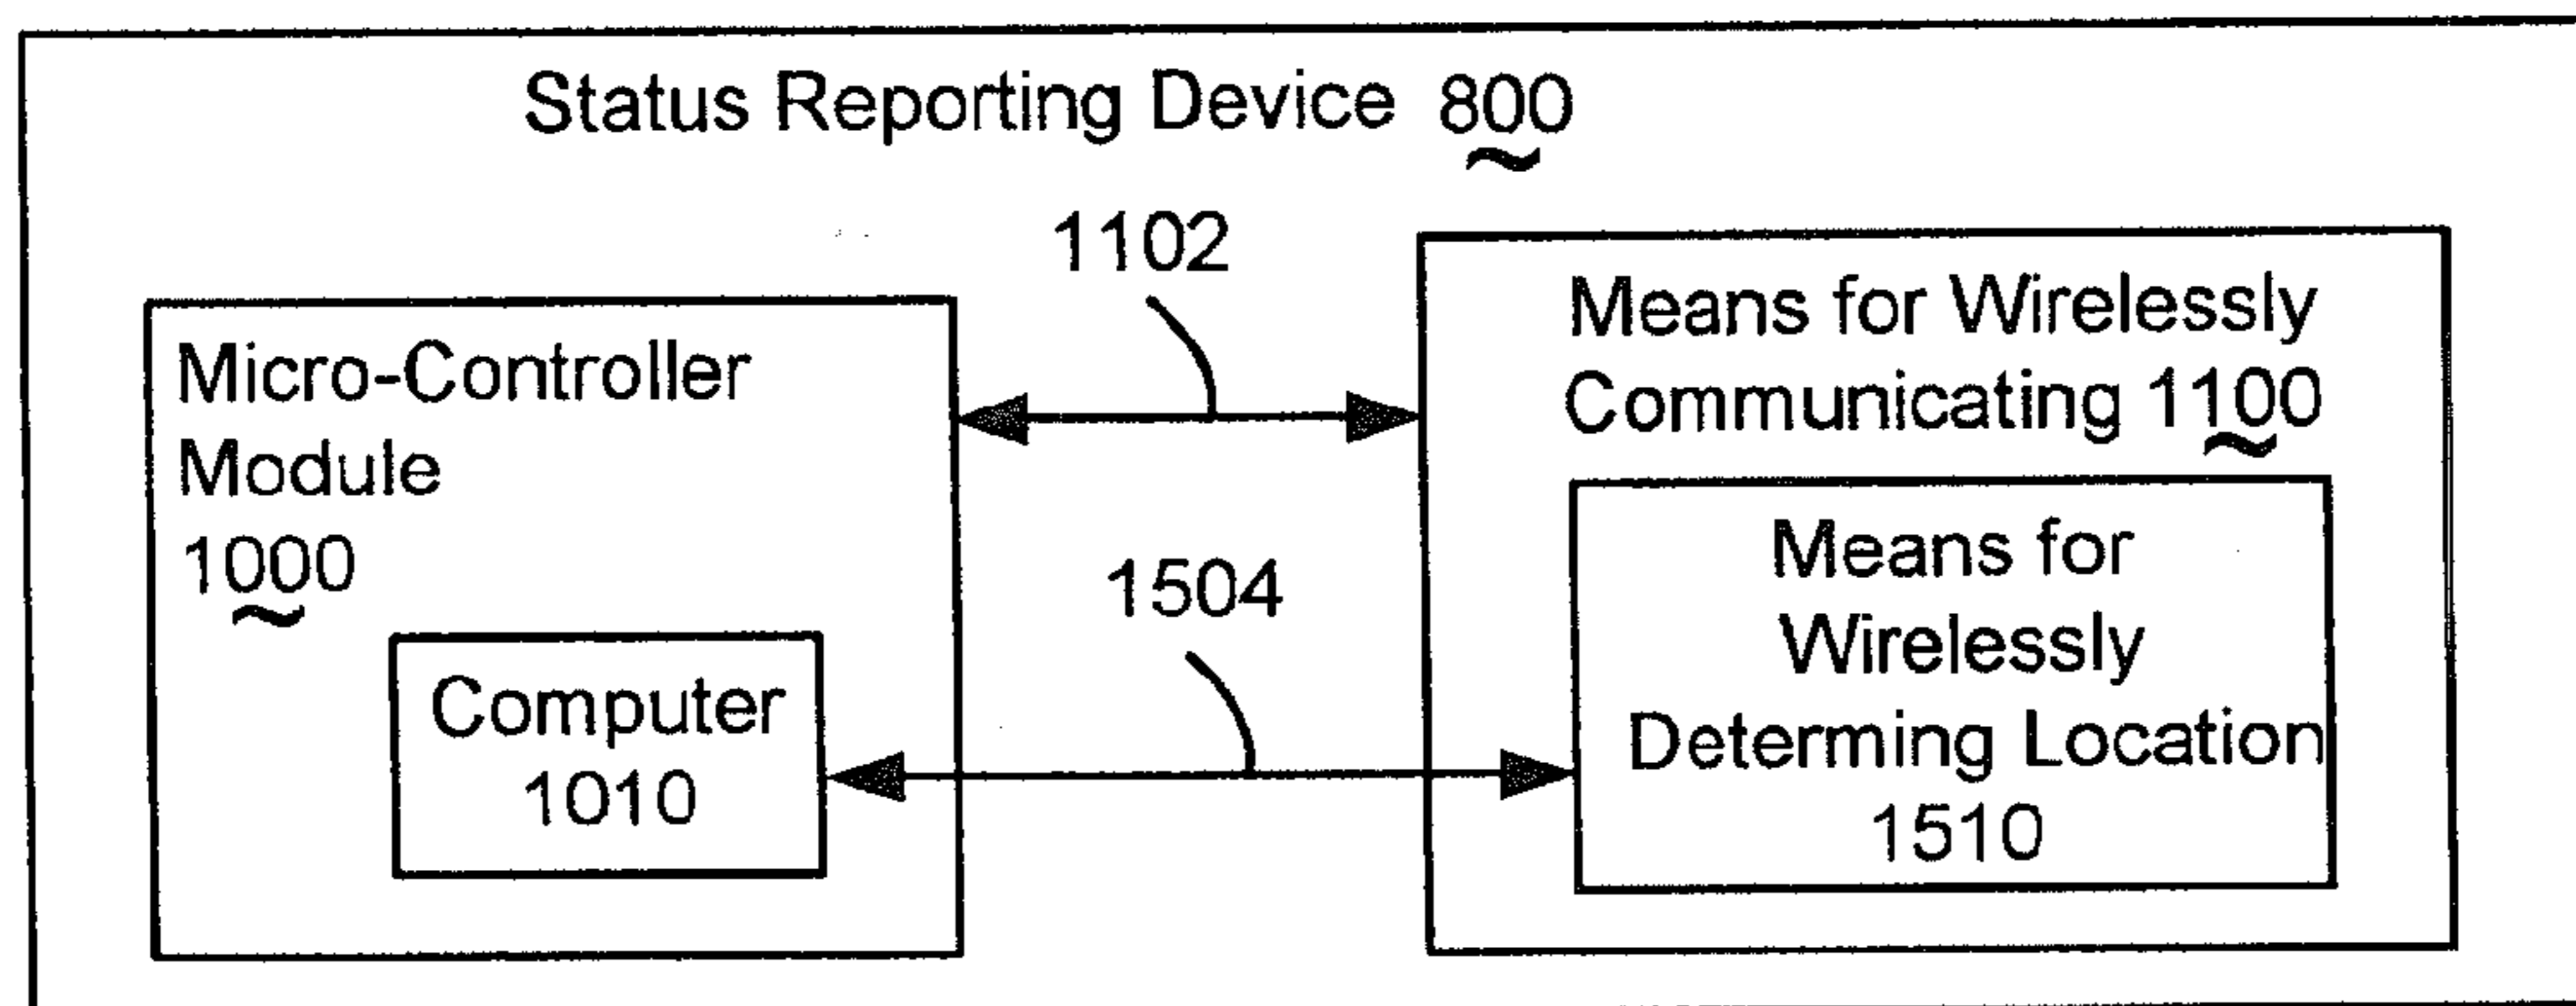 Status Reporting Device 800
1102
Micro-Controller
Module
1000
Means for Wirelessly
Communicating 1100
1504
Computer
1010
Means for
Wirelessly
Determing Location
1510